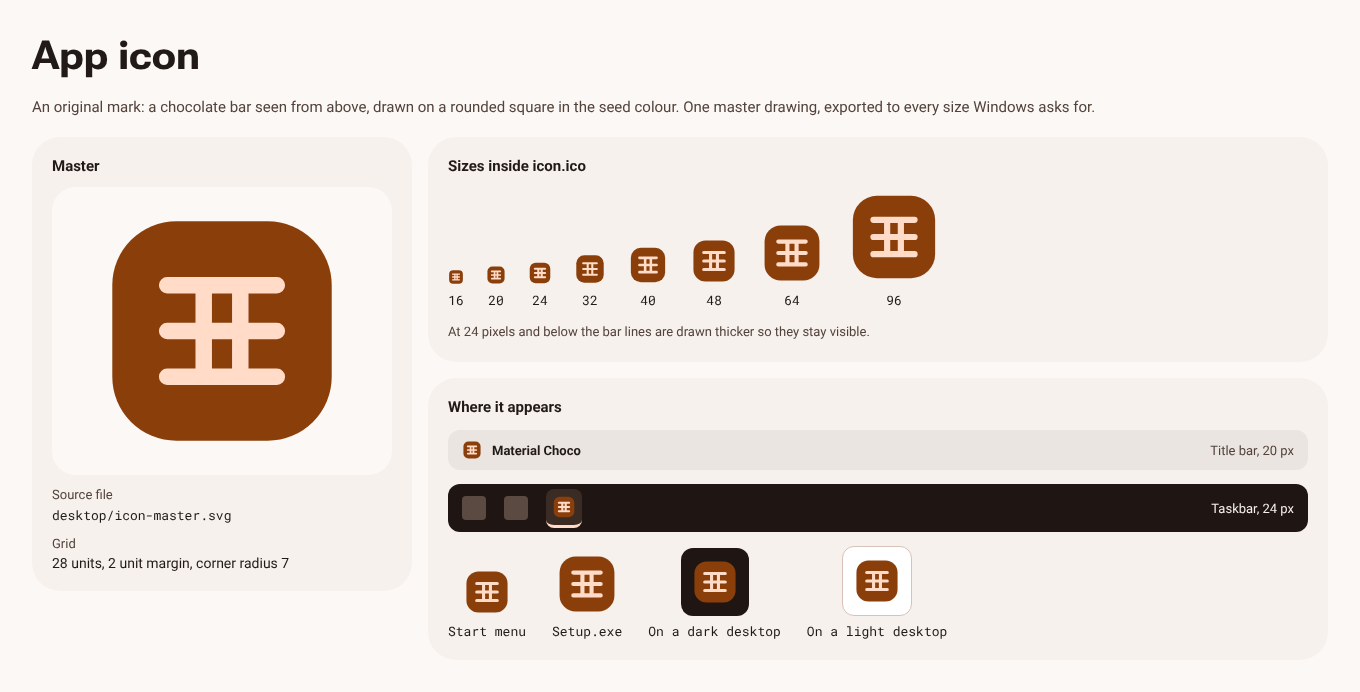 App icon
An original mark: a chocolate bar seen from above, drawn on a rounded square in the seed colour. One master drawing, exported to every size Windows asks for.
Master
Source file
desktop/icon-master.svg
Grid
28 units, 2 unit margin, corner radius 7
Sizes inside icon.ico
16 20 24 32 40 48 64 96
At 24 pixels and below the bar lines are drawn thicker so they stay visible.
Where it appears
Material Choco Title bar, 20 px
Taskbar, 24 px
Start menu Setup.exe On a dark desktop On a light desktop